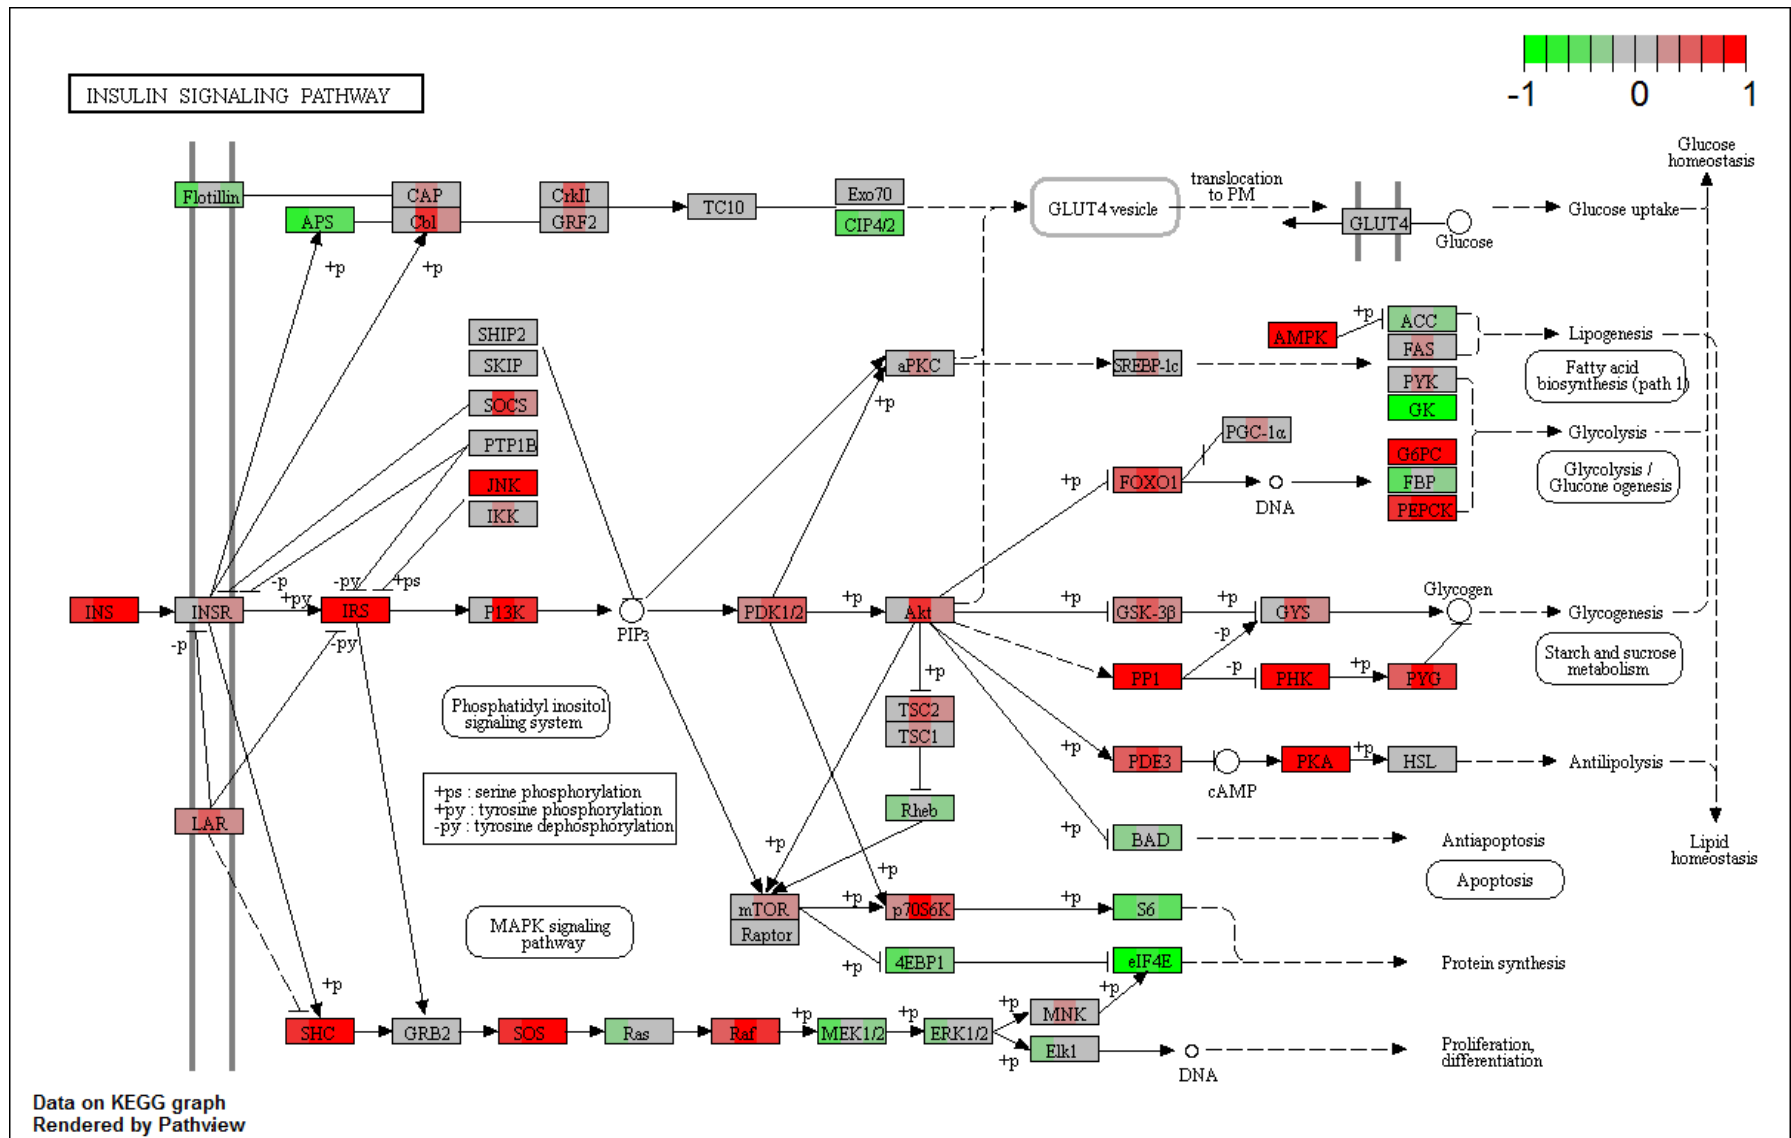 -1 0 1
INSULIN SIGNALING PATHWAY
Glucose
homeostasis
Flotillin
CAP
CrkII
TC10
Exo70
translocation
to PM
APS
Cbl
GRF2
CIP4/2
GLUT4 vesicle
GLUT4
Glucose
Glucose uptake
+p
+p
SHIP2
SKIP
SOCS
PTP1B
JNK
IKK
aPKC
+p
SREBP-1c
AMPK
+p
ACC
FAS
Lipogenesis
Fatty acid
biosynthesis (path 1)
PYK
GK
PGC-1α
Glycolysis
G6PC
FBP
PEPCK
Glycolysis /
Glucone ogenesis
+p
FOXO1
DNA
-p
+py
-py
+ps
INS
INSR
IRS
P13K
PIP3
PDK1/2
+p
Akt
+p
GSK-3β
+p
GYS
Glycogen
Glycogenesis
-p
-py
-p
-p
+p
PP1
PHK
PYG
Starch and sucrose
metabolism
Phosphatidyl inositol
signaling system
+p
TSC2
TSC1
+p
PDE3
cAMP
PKA
+p
HSL
Antilipolysis
+ps : serine phosphorylation
+py : tyrosine phosphorylation
-py : tyrosine dephosphorylation
LAR
Rheb
+p
+p
+p
BAD
Antiapoptosis
Apoptosis
Lipid
homeostasis
mTOR
Raptor
+p
p70S6K
+p
S6
MAPK signaling
pathway
+p
4EBP1
eIF4E
Protein synthesis
+p
SHC
GRB2
SOS
Ras
Raf
+p
MEK1/2
+p
ERK1/2
+p
MNK
+p
+p
Elk1
DNA
Proliferation,
differentiation
Data on KEGG graph
Rendered by Pathview